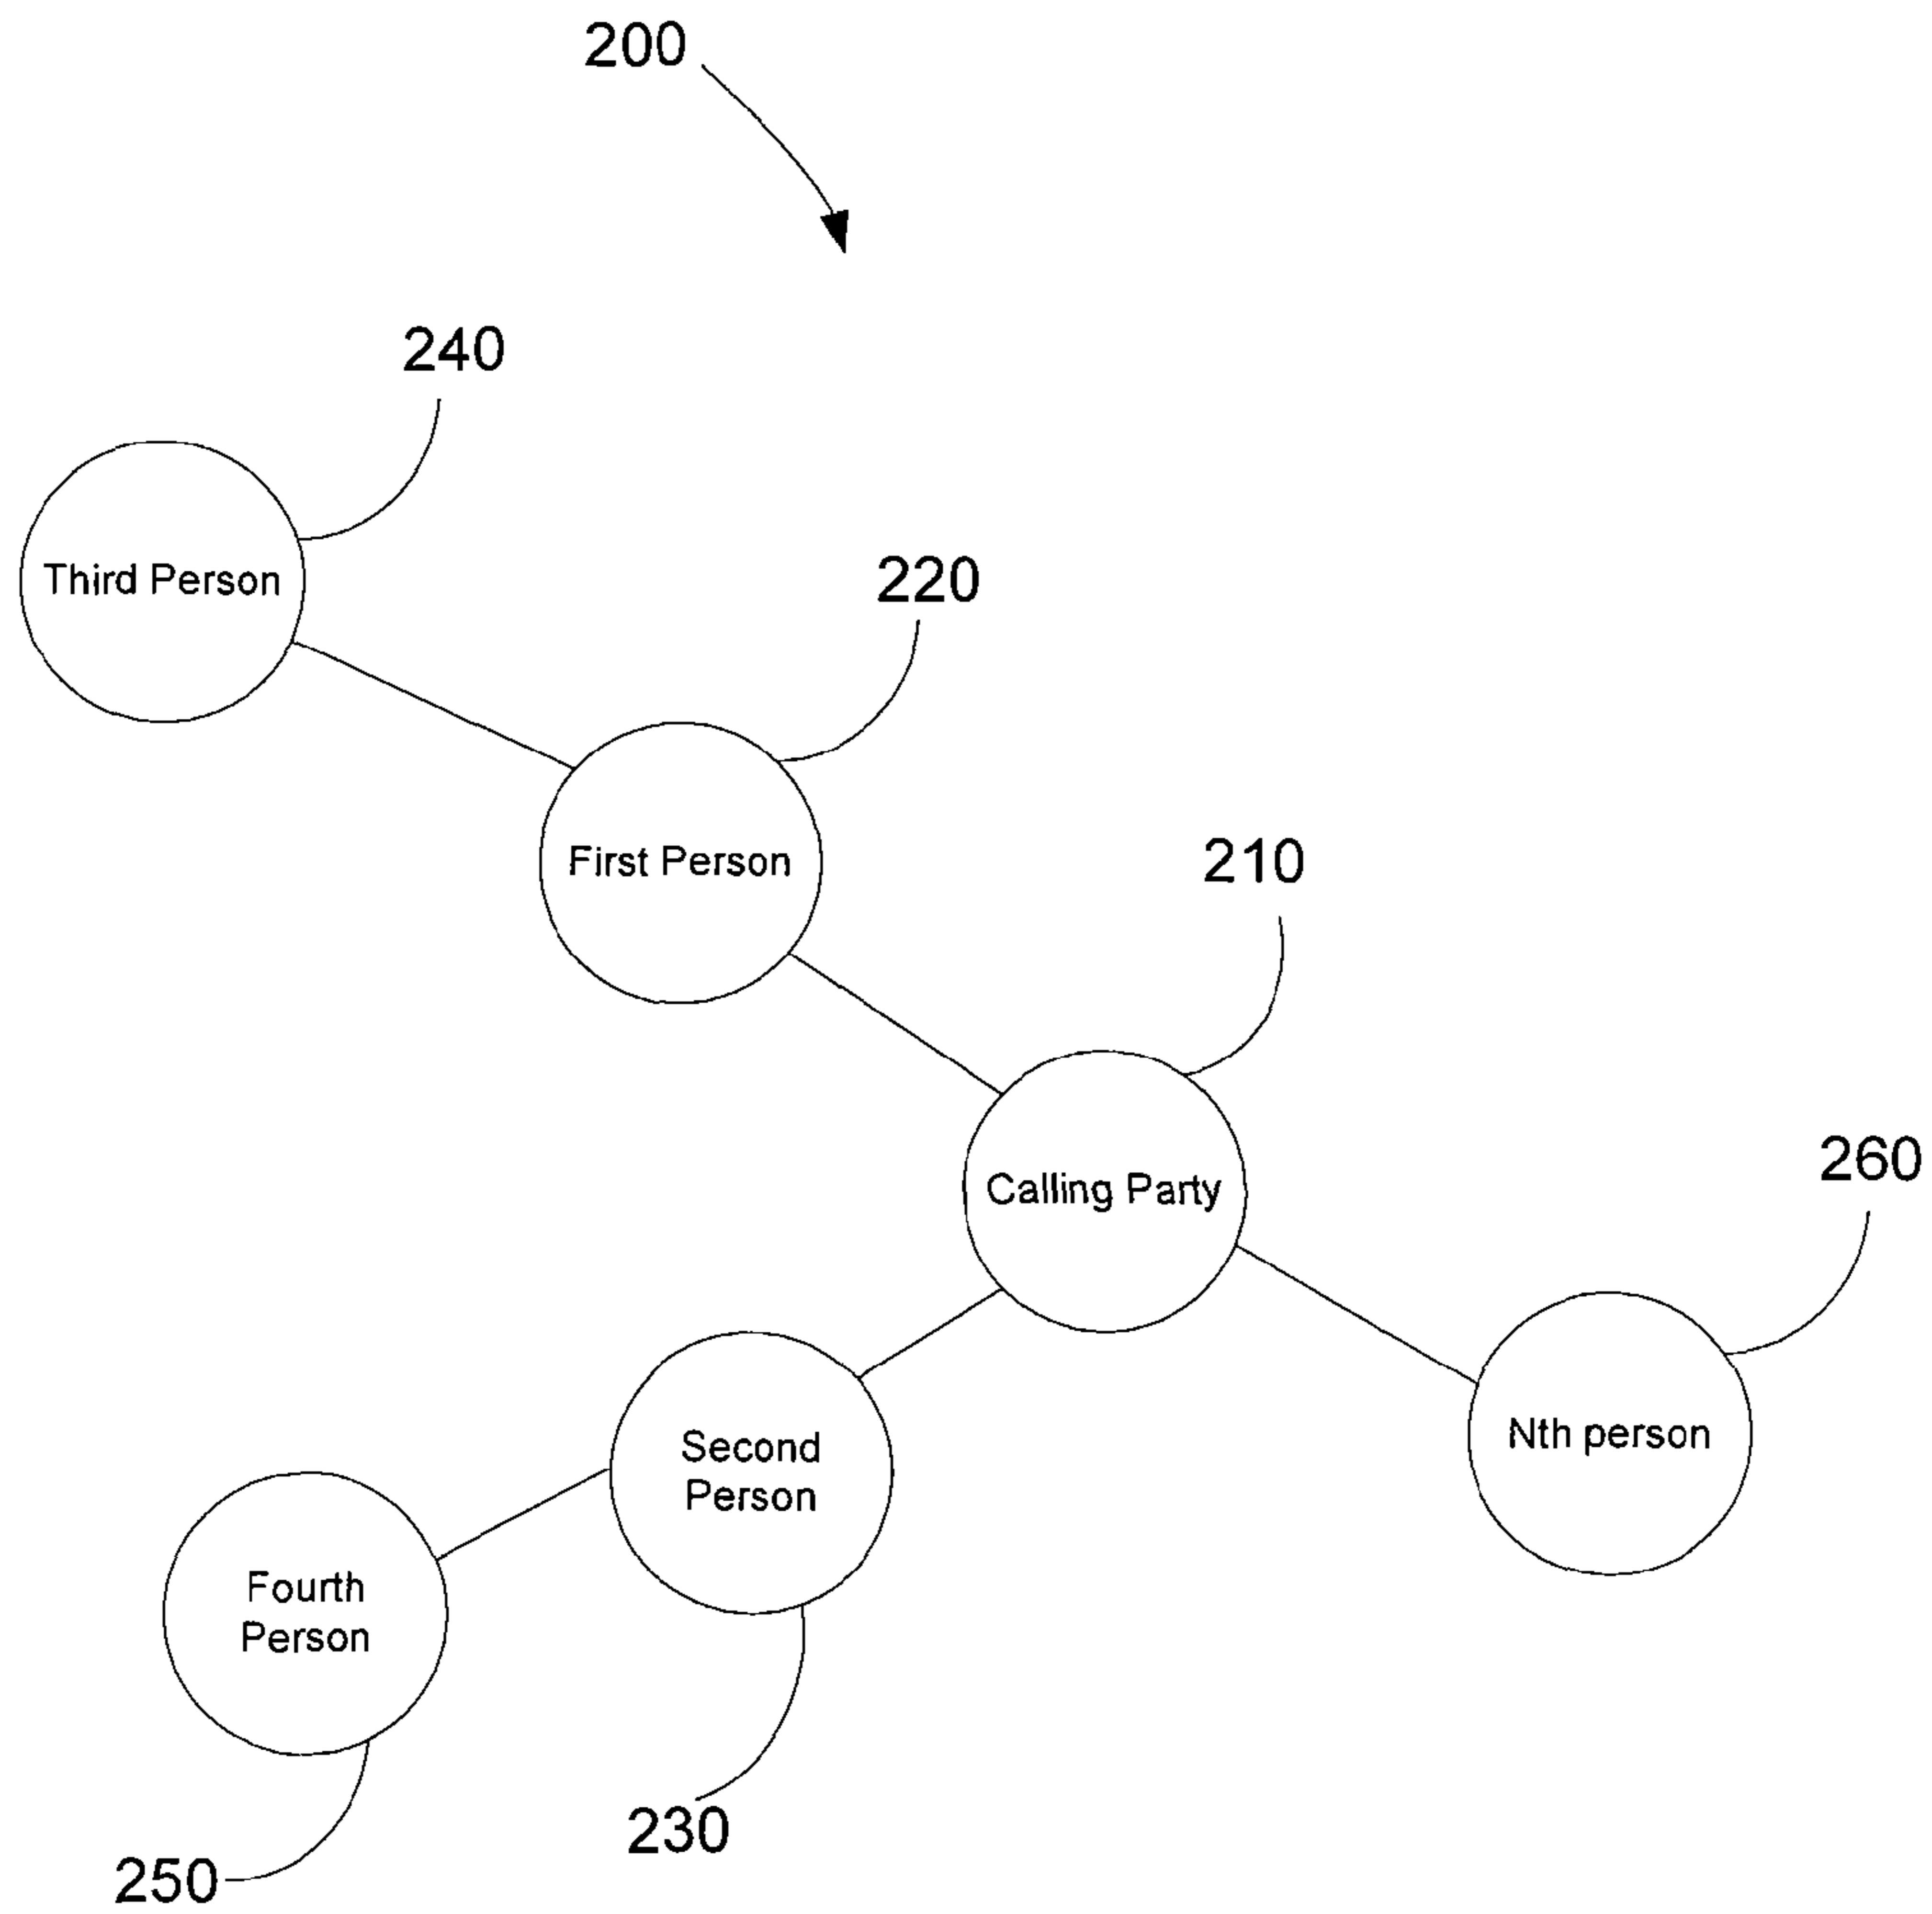 200
240
Third Person
220
First Person
210
Calling Party
260
Nth person
Second
Person
Fourth
Person
230
250